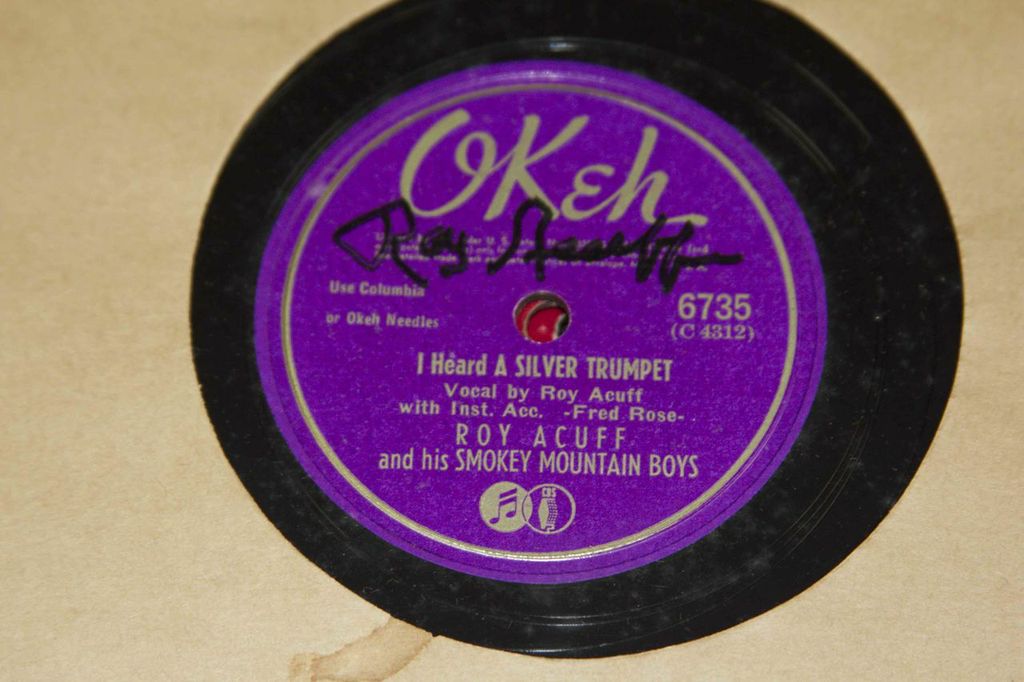 OKeh
Roy Acuff
Use Columbia
or Okeh Needles
6735
(C 4312)
I Heard A SILVER TRUMPET
Vocal by Roy Acuff
with Inst. Acc. -Fred Rose-
ROY ACUFF
and his SMOKEY MOUNTAIN BOYS
CBS